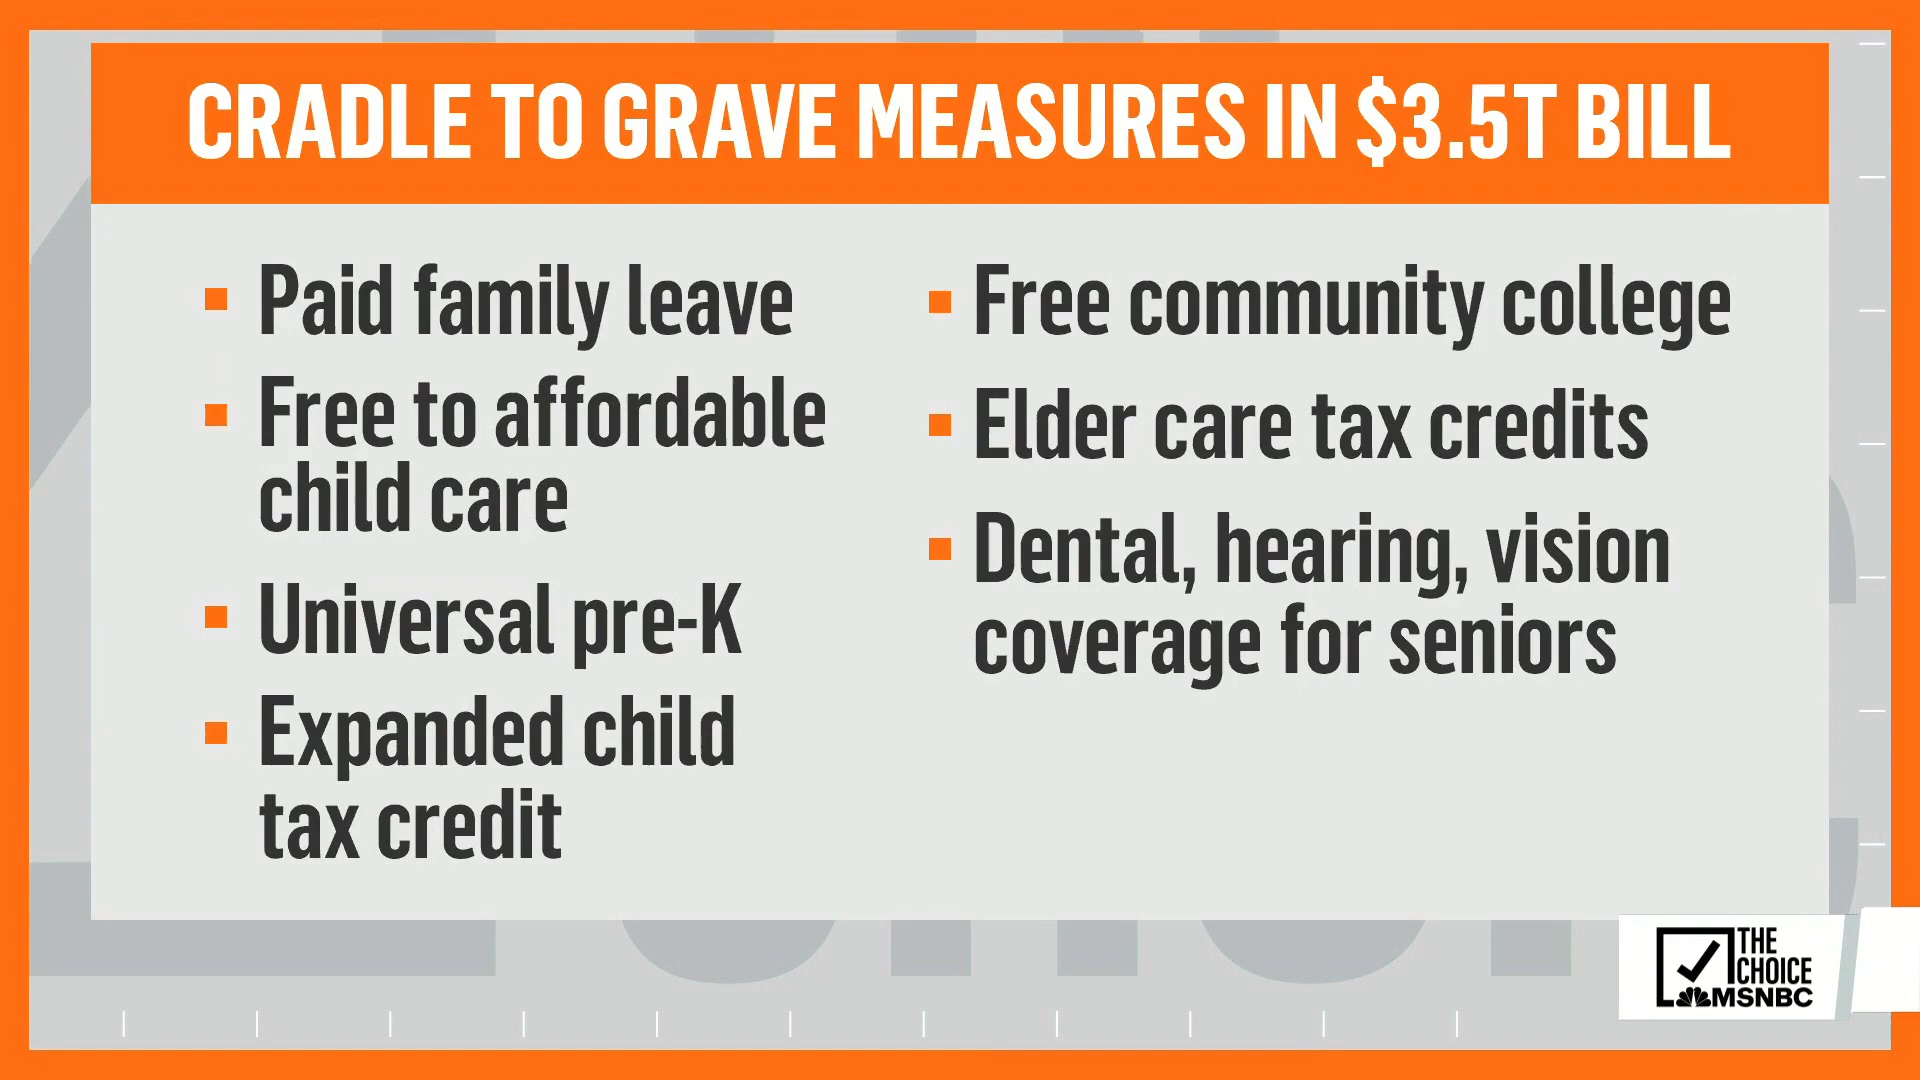 CRADLE TO GRAVE MEASURES IN $3.5T BILL
Paid family leave
Free to affordable
child care
Universal pre-K
Expanded child
tax credit
Free community college
Elder care tax credits
Dental, hearing, vision
coverage for seniors
THE
CHOICE
MSNBC